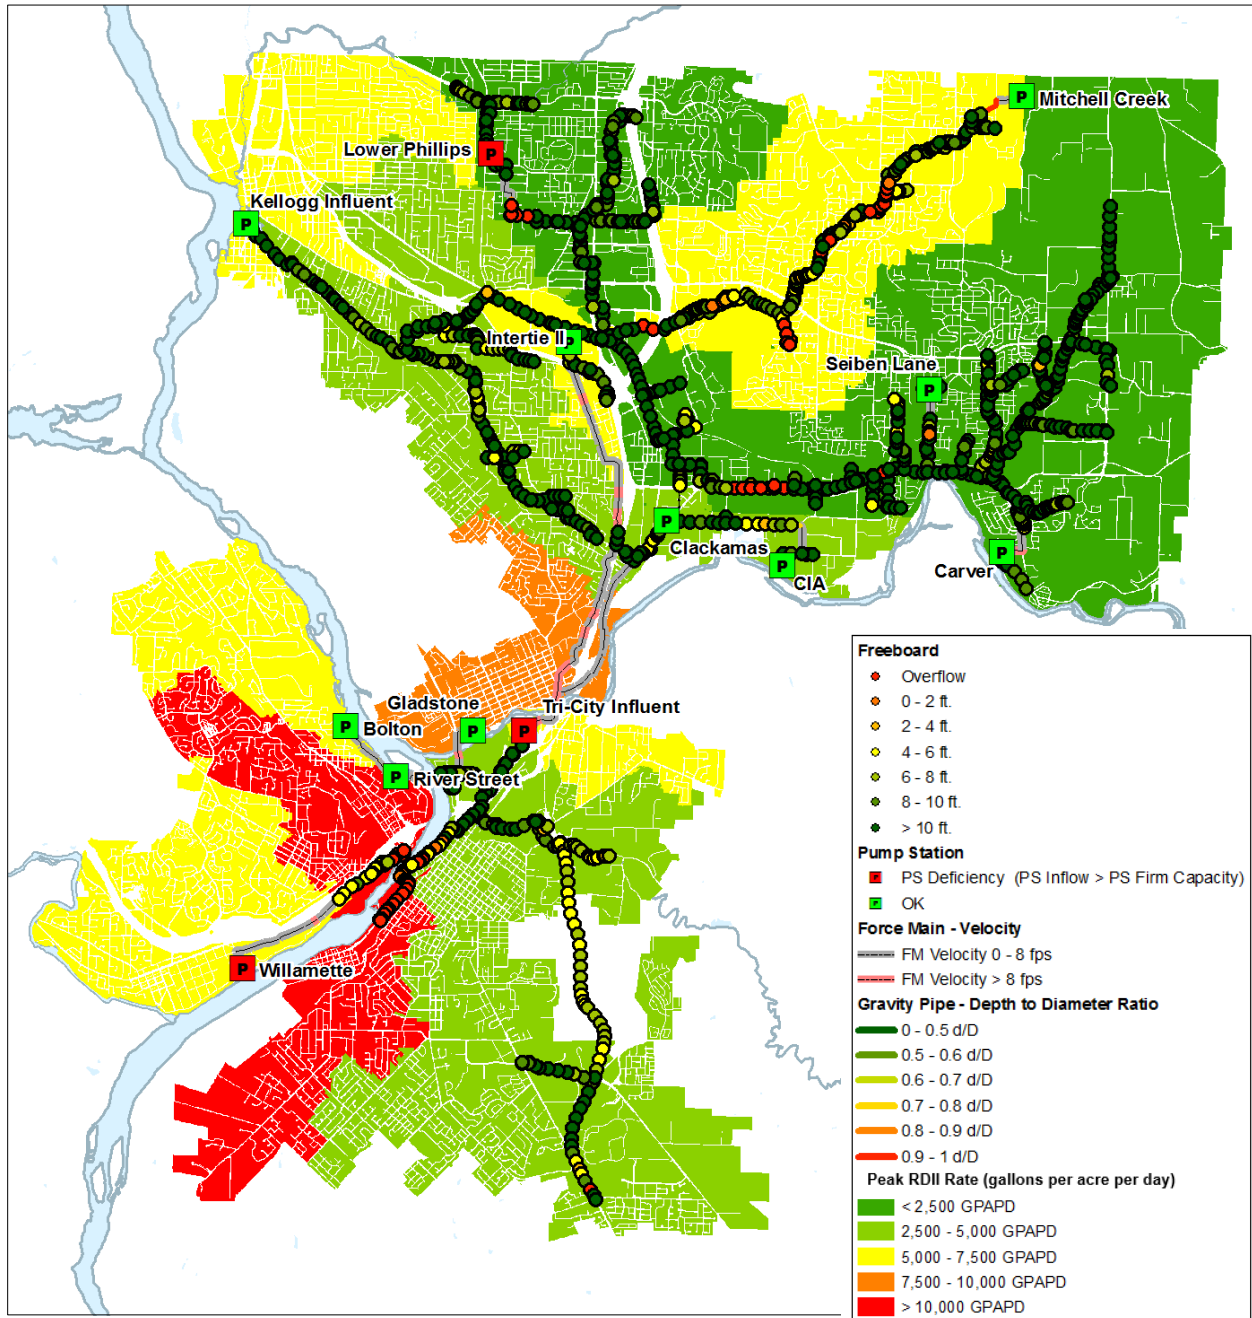 P
Mitchell Creek
Lower Phillips
P
Kellogg Influent
P
Intertie II
P
Seiben Lane
P
P
Clackamas
P
CIA
Carver
P
Gladstone
P
Tri-City Influent
P
P
Bolton
P
River Street
P
Willamette
Freeboard
Overflow
0 - 2 ft.
2 - 4 ft.
4 - 6 ft.
6 - 8 ft.
8 - 10 ft.
> 10 ft.
Pump Station
P PS Deficiency (PS Inflow > PS Firm Capacity)
P OK
Force Main - Velocity
FM Velocity 0 - 8 fps
FM Velocity > 8 fps
Gravity Pipe - Depth to Diameter Ratio
0 - 0.5 d/D
0.5 - 0.6 d/D
0.6 - 0.7 d/D
0.7 - 0.8 d/D
0.8 - 0.9 d/D
0.9 - 1 d/D
Peak RDII Rate (gallons per acre per day)
< 2,500 GPAPD
2,500 - 5,000 GPAPD
5,000 - 7,500 GPAPD
7,500 - 10,000 GPAPD
> 10,000 GPAPD